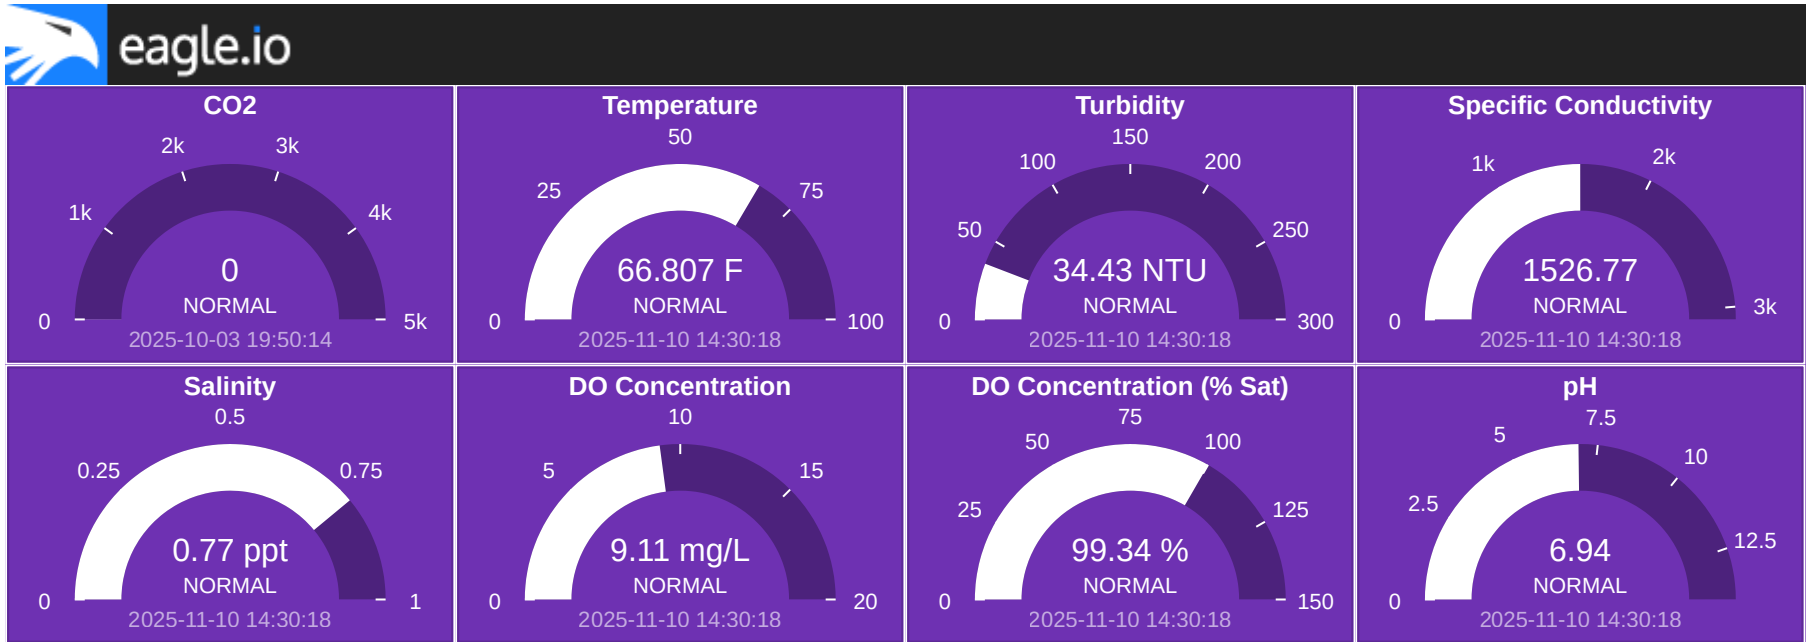 eagle.io
CO2
0
1k
2k
3k
4k
5k
0
NORMAL
2025-10-03 19:50:14
Temperature
0
25
50
75
100
66.807 F
NORMAL
2025-11-10 14:30:18
Turbidity
0
50
100
150
200
250
300
34.43 NTU
NORMAL
2025-11-10 14:30:18
Specific Conductivity
0
1k
2k
3k
1526.77
NORMAL
2025-11-10 14:30:18
Salinity
0
0.25
0.5
0.75
1
0.77 ppt
NORMAL
2025-11-10 14:30:18
DO Concentration
0
5
10
15
20
9.11 mg/L
NORMAL
2025-11-10 14:30:18
DO Concentration (% Sat)
0
25
50
75
100
125
150
99.34 %
NORMAL
2025-11-10 14:30:18
pH
0
2.5
5
7.5
10
12.5
6.94
NORMAL
2025-11-10 14:30:18